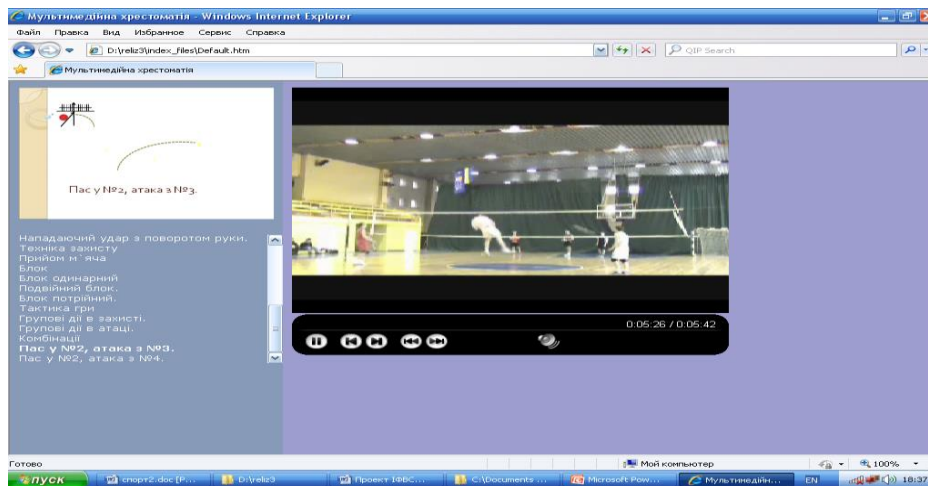 Мультимедійна хрестоматія - Windows Internet Explorer
Файл Правка Вид Избранное Сервис Справка
D:\reliz3\index_files\Default.htm
QIP Search
Мультимедійна хрестоматія
Пас у №2, атака з №3.
Нападаючий удар з поворотом руки.
Техніка захисту
Прийом м`яча
Блок
Блок одинарний
Подвійний блок.
Блок потрійний.
Тактика гри
Групові дії в захисті.
Групові дії в атаці.
Комбінації
Пас у №2, атака з №3.
Пас у №2, атака з №4.
0:05:26 / 0:05:42
Готово
Мой компьютер
100%
пуск
спорт2.doc [Р...
D:\reliz3
Проект ІФВС...
C:\Documents ...
Microsoft Pow...
Мультимедійн...
EN
18:37